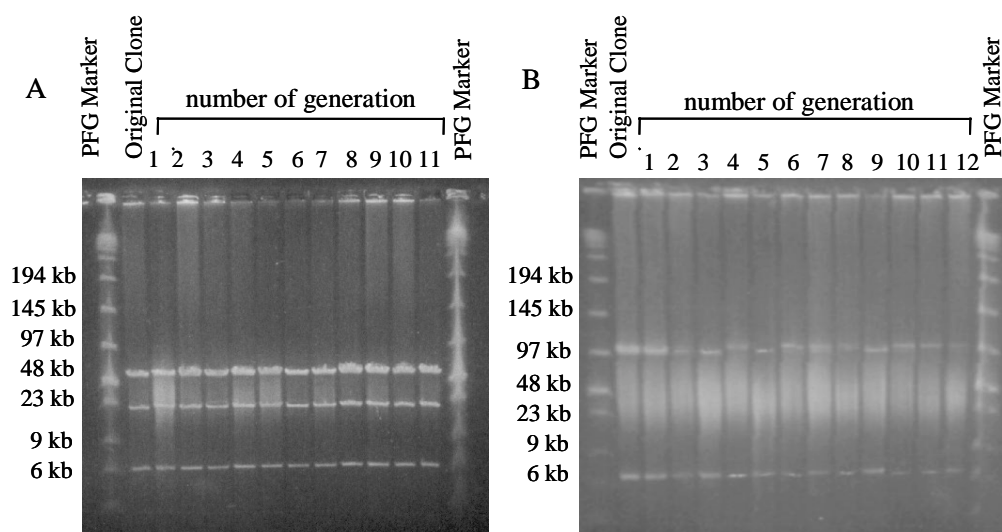 A
PFG Marker
Original Clone
number of generation
PFG Marker
1 2 3 4 5 6 7 8 9 10 11
194 kb
145 kb
97 kb
48 kb
23 kb
9 kb
6 kb
B
PFG Marker
Original Clone
number of generation
PFG Marker
1 2 3 4 5 6 7 8 9 10 11 12
194 kb
145 kb
97 kb
48 kb
23 kb
9 kb
6 kb